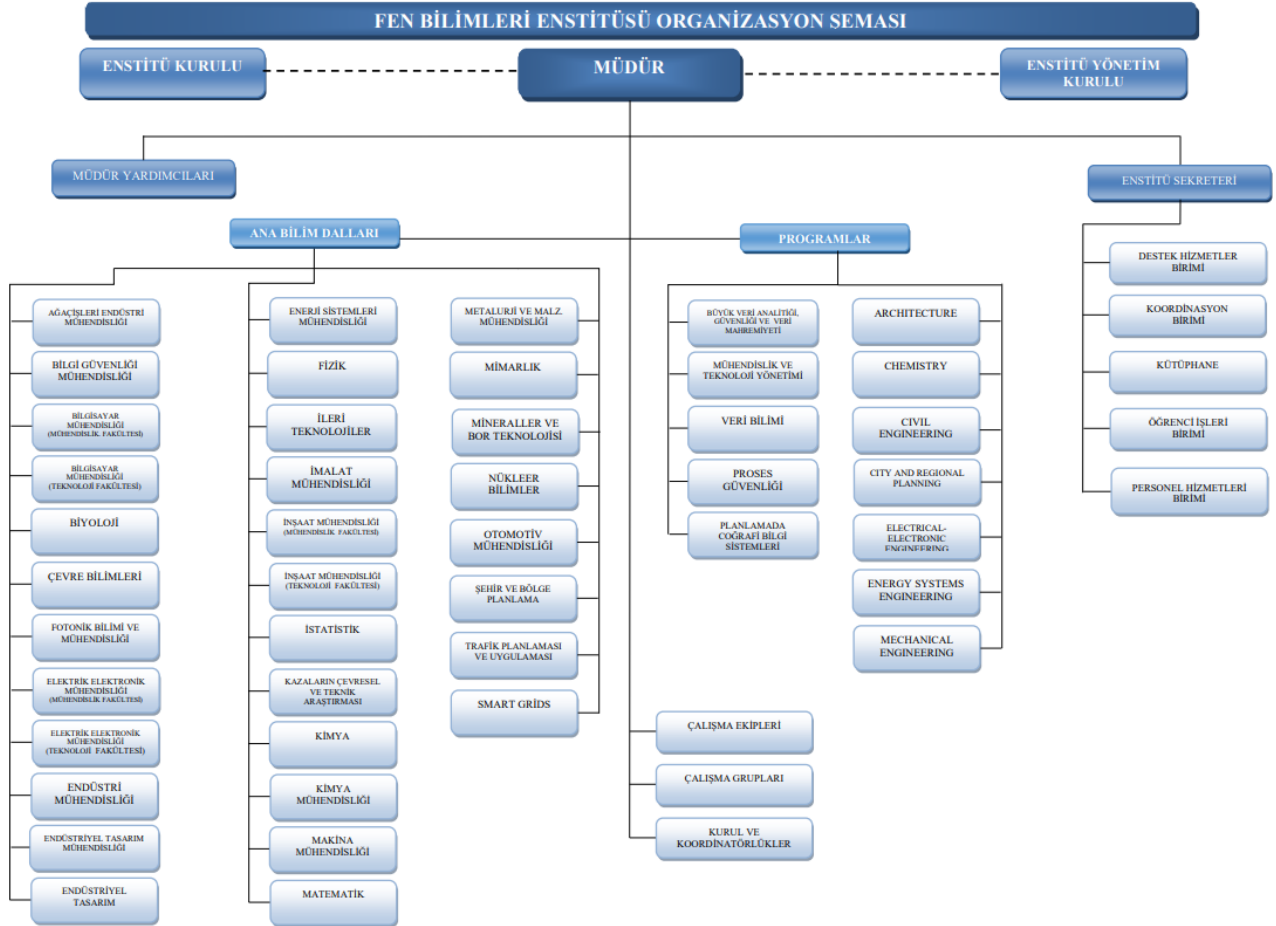 FEN BİLİMLERİ ENSTİTÜSÜ ORGANİZASYON ŞEMASI
ENSTİTÜ KURULU
MÜDÜR
ENSTİTÜ YÖNETİM
KURULU
MÜDÜR YARDIMCILARI
ENSTİTÜ SEKRETERİ
ANA BİLİM DALLARI
PROGRAMLAR
AĞAÇİŞLERİ ENDÜSTRİ
MÜHENDİSLİĞİ
BİLGİ GÜVENLİĞİ
MÜHENDİSLİĞİ
BİLGİSAYAR
MÜHENDİSLİĞİ
(MÜHENDİSLİK FAKÜLTESİ)
BİLGİSAYAR
MÜHENDİSLİĞİ
(TEKNOLOJİ FAKÜLTESİ)
BİYOLOJİ
ÇEVRE BİLİMLERİ
FOTONİK BİLİMİ VE
MÜHENDİSLİĞİ
ELEKTRİK ELEKTRONİK
MÜHENDİSLİĞİ
(MÜHENDİSLİK FAKÜLTESİ)
ELEKTRİK ELEKTRONİK
MÜHENDİSLİĞİ
(TEKNOLOJİ FAKÜLTESİ)
ENDÜSTRİ
MÜHENDİSLİĞİ
ENDÜSTRİYEL TASARIM
MÜHENDİSLİĞİ
ENDÜSTRİYEL
TASARIM
ENERJİ SİSTEMLERİ
MÜHENDİSLİĞİ
FİZİK
İLERİ
TEKNOLOJİLER
İMALAT
MÜHENDİSLİĞİ
İNŞAAT MÜHENDİSLİĞİ
(MÜHENDİSLİK FAKÜLTESİ)
İNŞAAT MÜHENDİSLİĞİ
(TEKNOLOJİ FAKÜLTESİ)
İSTATİSTİK
KAZALARIN ÇEVRESEL
VE TEKNİK
ARAŞTIRMASI
KİMYA
KİMYA
MÜHENDİSLİĞİ
MAKİNA
MÜHENDİSLİĞİ
MATEMATİK
METALURJİ VE MALZ.
MÜHENDİSLİĞİ
MİMARLIK
MİNERALLER VE
BOR TEKNOLOJİSİ
NÜKLEER
BİLİMLER
OTOMOTİV
MÜHENDİSLİĞİ
ŞEHİR VE BÖLGE
PLANLAMA
TRAFİK PLANLAMASI
VE UYGULAMASI
SMART GRİDS
BÜYÜK VERİ ANALİTİĞİ,
GÜVENLİĞİ VE VERİ
MAHREMİYETİ
MÜHENDİSLİK VE
TEKNOLOJİ YÖNETİMİ
VERİ BİLİMİ
PROSES
GÜVENLİĞİ
PLANLAMADA
COĞRAFİ BİLGİ
SİSTEMLERİ
ARCHITECTURE
CHEMISTRY
CIVIL
ENGINEERING
CITY AND REGIONAL
PLANNING
ELECTRICAL-
ELECTRONIC
ENGINEERING
ENERGY SYSTEMS
ENGINEERING
MECHANICAL
ENGINEERING
DESTEK HİZMETLER
BİRİMİ
KOORDİNASYON
BİRİMİ
KÜTÜPHANE
ÖĞRENCİ İŞLERİ
BİRİMİ
PERSONEL HİZMETLERİ
BİRİMİ
ÇALIŞMA EKİPLERİ
ÇALIŞMA GRUPLARI
KURUL VE
KOORDİNATÖRLÜKLER